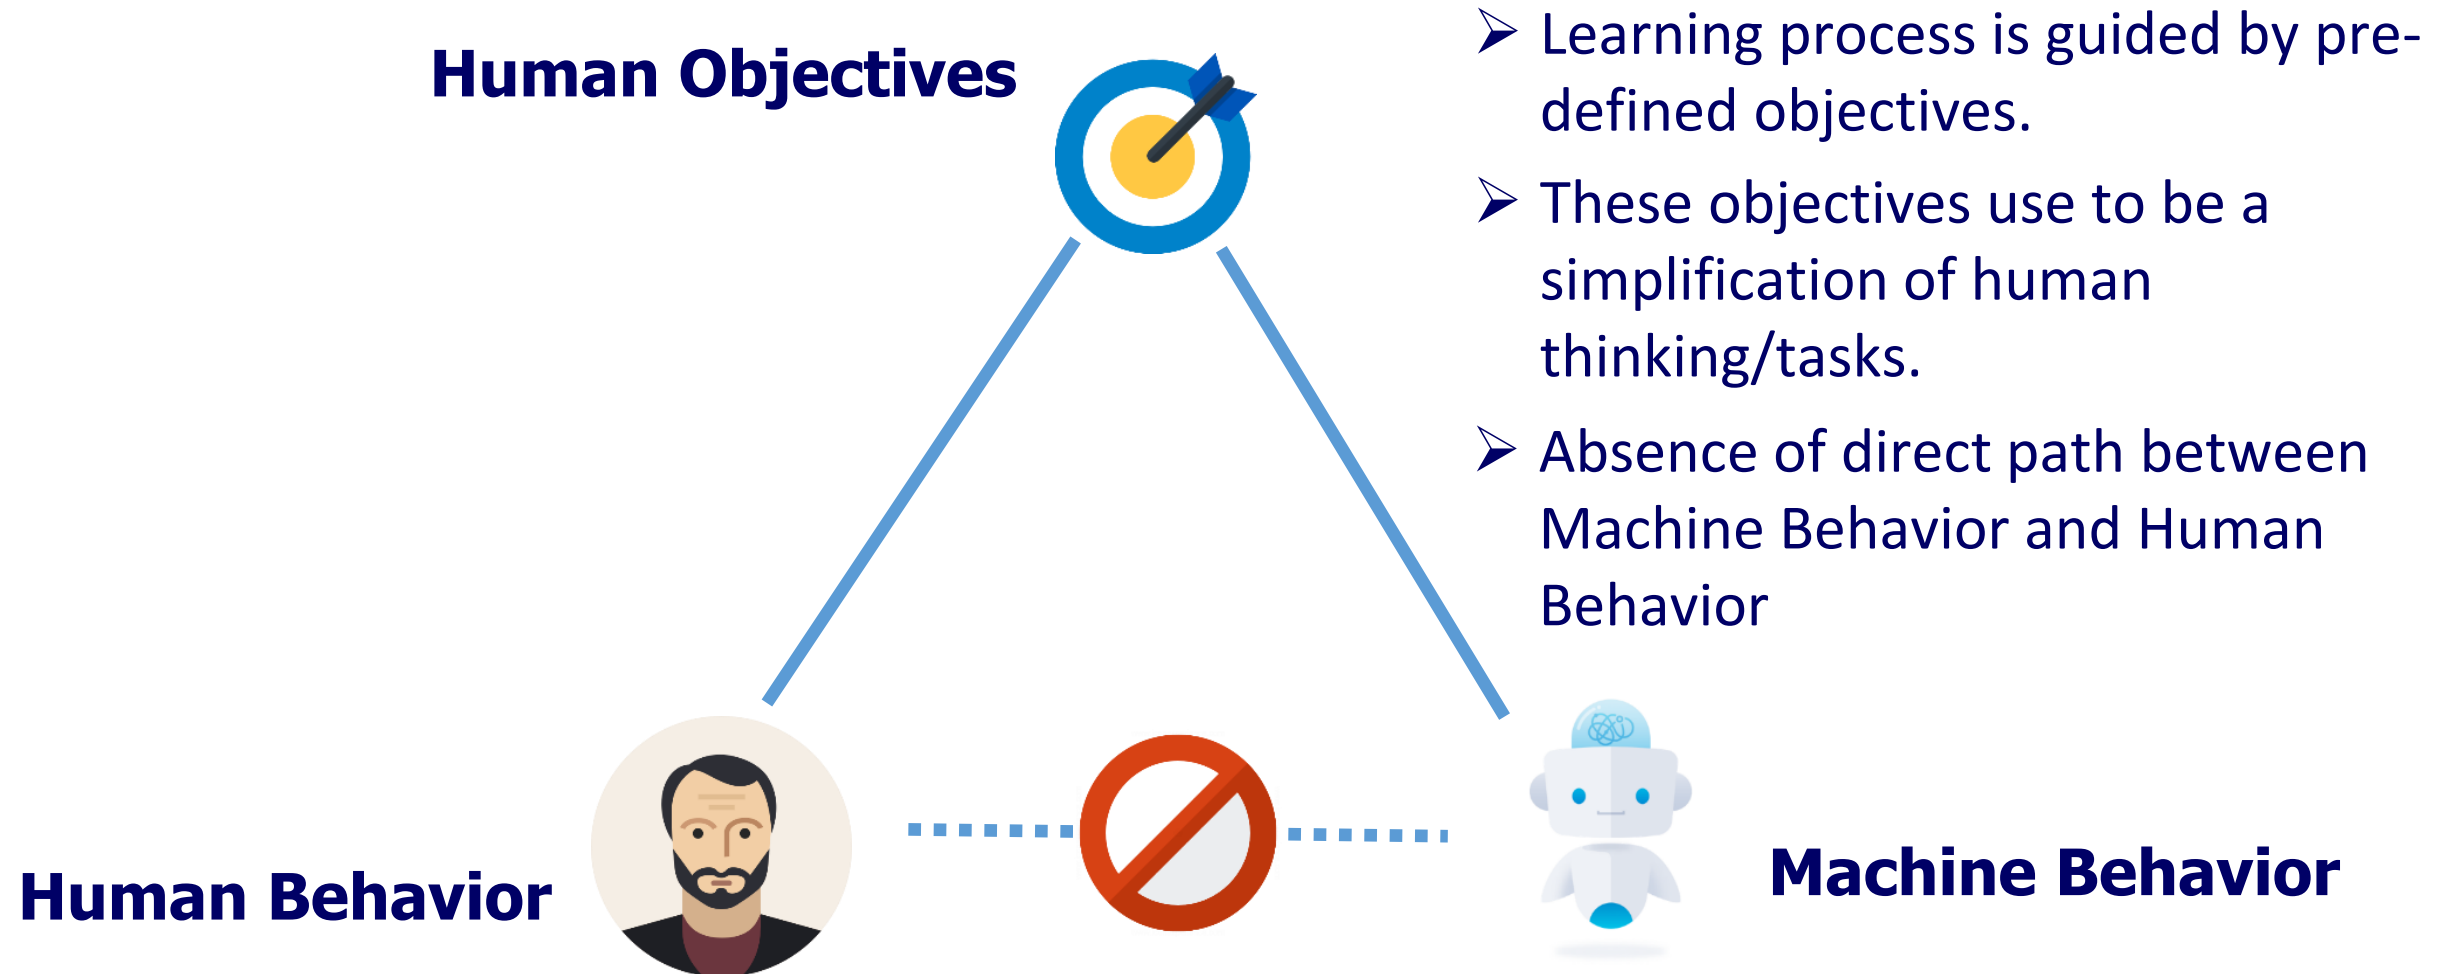 Human Objectives
Learning process is guided by pre-
defined objectives.
These objectives use to be a
simplification of human
thinking/tasks.
Absence of direct path between
Machine Behavior and Human
Behavior
Human Behavior
Machine Behavior